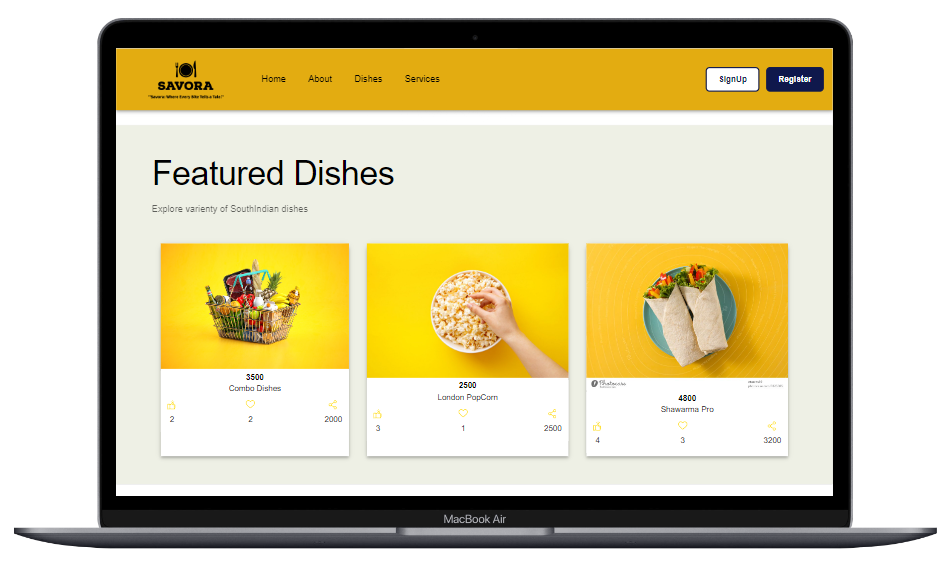 SAVORA
"Savora: Where Every Bite Tells a Tale!"
Home About Dishes Services
SignUp Register
Featured Dishes
Explore varienty of SouthIndian dishes
3500
Combo Dishes
2 2 2000
2500
London PopCorn
3 1 2500
4800
Shawarma Pro
4 3 3200
MacBook Air